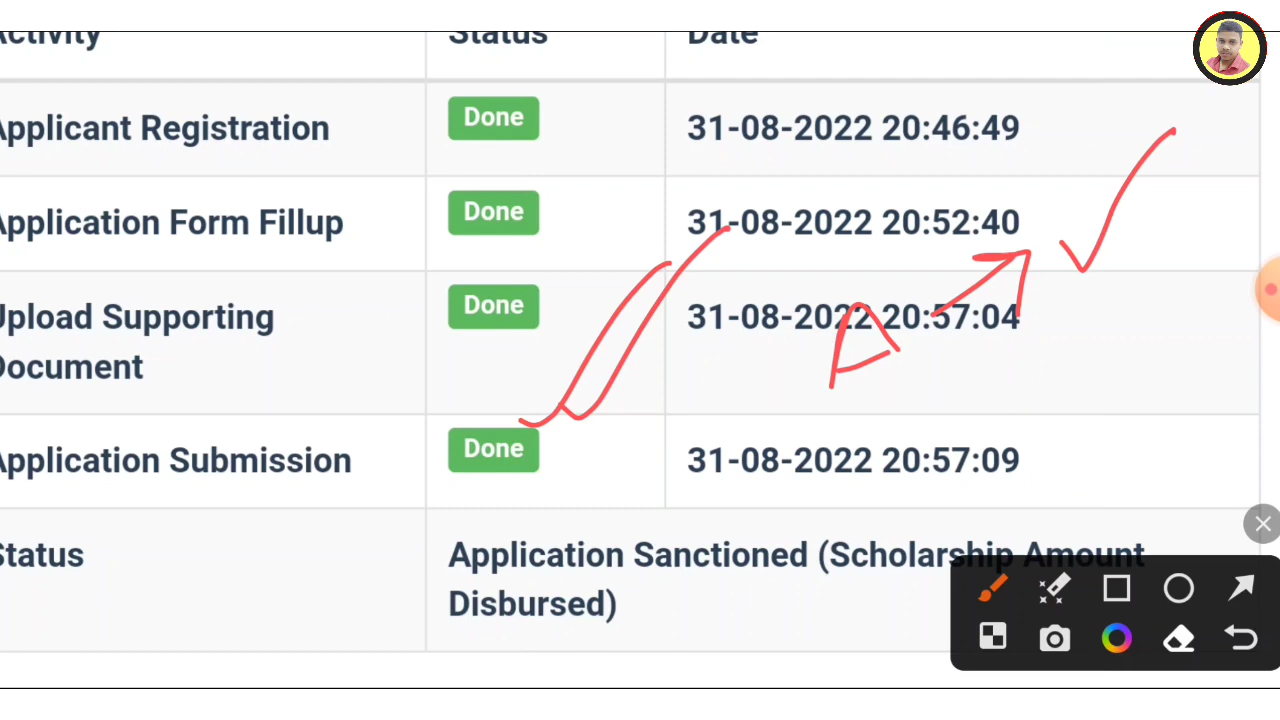 Activity Status Date
Applicant Registration Done 31-08-2022 20:46:49
Application Form Fillup Done 31-08-2022 20:52:40
Upload Supporting Done 31-08-2022 20:57:04
Document
Application Submission Done 31-08-2022 20:57:09
Status Application Sanctioned (Scholarship Amount
Disbursed)